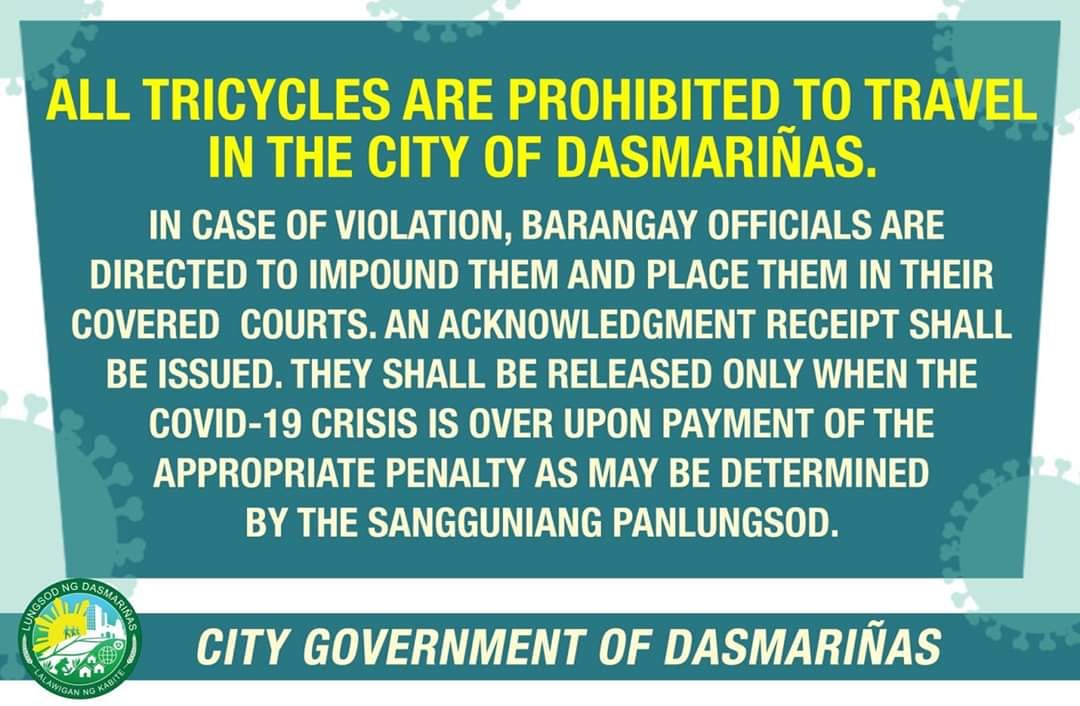 ALL TRICYCLES ARE PROHIBITED TO TRAVEL
IN THE CITY OF DASMARIÑAS.
IN CASE OF VIOLATION, BARANGAY OFFICIALS ARE
DIRECTED TO IMPOUND THEM AND PLACE THEM IN THEIR
COVERED COURTS. AN ACKNOWLEDGMENT RECEIPT SHALL
BE ISSUED. THEY SHALL BE RELEASED ONLY WHEN THE
COVID-19 CRISIS IS OVER UPON PAYMENT OF THE
APPROPRIATE PENALTY AS MAY BE DETERMINED
BY THE SANGGUNIANG PANLUNGSOD.
LUNGSOD NG DASMARIÑAS
LALAWIGAN NG KABITE
CITY GOVERNMENT OF DASMARIÑAS